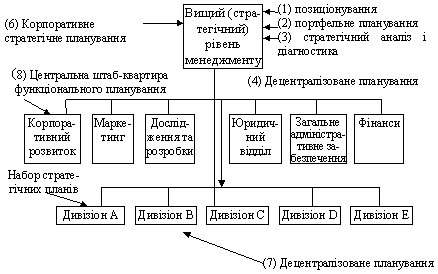 (6) Корпоративне
стратегічне планування
Вищий (стра-
тегічний)
рівень
менеджменту
(1) позиціонування
(2) портфельне планування
(3) стратегічний аналіз і
діагностика
(8) Центральна штаб-квартира
функціонального планування
(4) Децентралізоване планування
Корпора-
тивний
розвиток
Марке-
тинг
Дослід-
ження та
розробки
Юридич-
ний
відділ
Загальне
адміністра-
тивне за-
безпечення
Фінанси
Набор страте-
гічних планів
Дивізіон A
Дивізіон B
Дивізіон C
Дивізіон D
Дивізіон E
(7) Децентралізоване планування